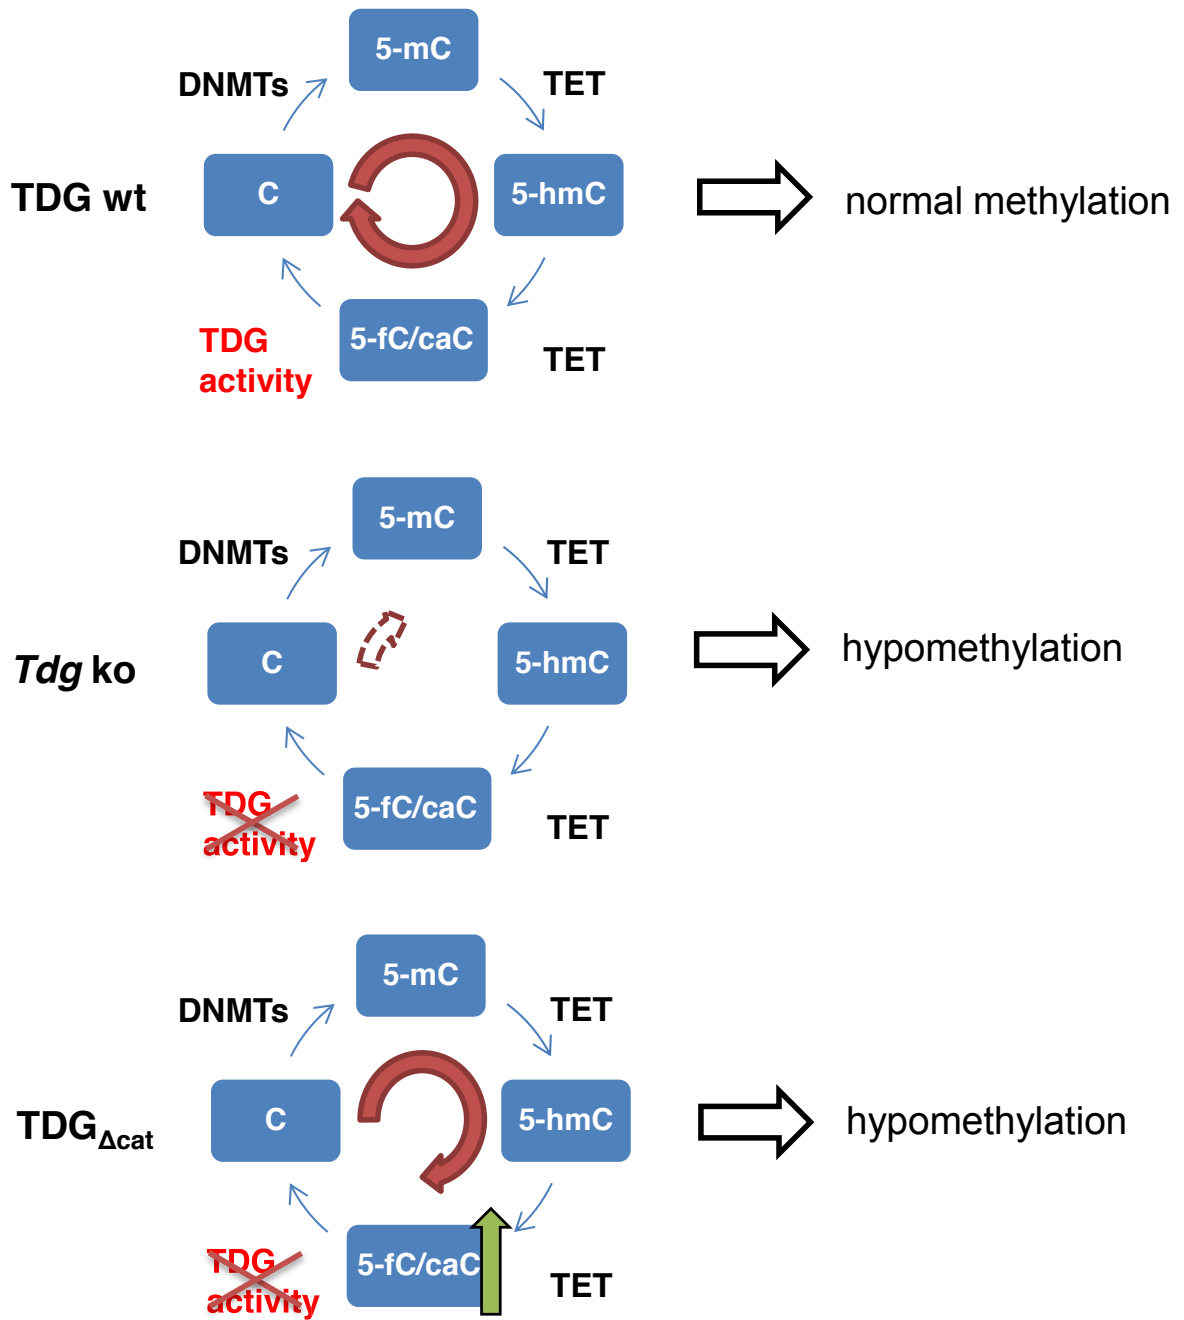 5-mC
DNMTs
TET
TDG wt
C
5-hmC
normal methylation
TDG
activity
5-fC/caC
TET
5-mC
DNMTs
TET
Tdg ko
C
5-hmC
hypomethylation
TDG
activity
5-fC/caC
TET
5-mC
DNMTs
TET
TDGΔcat
C
5-hmC
hypomethylation
TDG
activity
5-fC/caC
TET